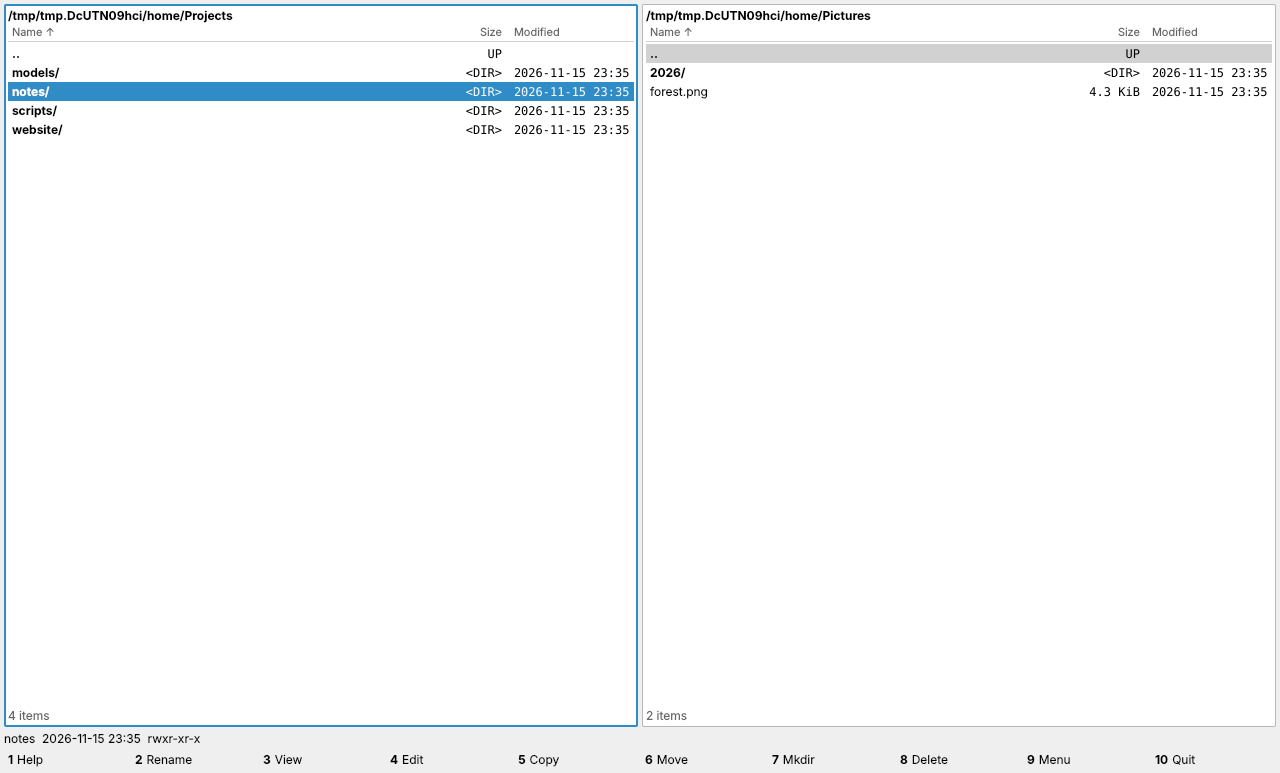 /tmp/tmp.DcUTN09hci/home/Projects
Name ↑ Size Modified
.. UP
models/ <DIR> 2026-11-15 23:35
notes/ <DIR> 2026-11-15 23:35
scripts/ <DIR> 2026-11-15 23:35
website/ <DIR> 2026-11-15 23:35
4 items
/tmp/tmp.DcUTN09hci/home/Pictures
Name ↑ Size Modified
.. UP
2026/ <DIR> 2026-11-15 23:35
forest.png 4.3 KiB 2026-11-15 23:35
2 items
notes 2026-11-15 23:35 rwxr-xr-x
1 Help 2 Rename 3 View 4 Edit 5 Copy 6 Move 7 Mkdir 8 Delete 9 Menu 10 Quit